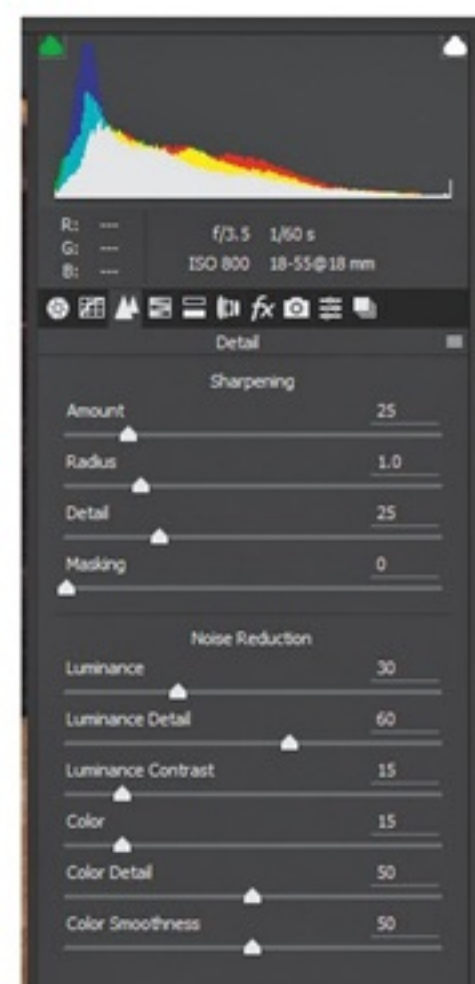 R: ---
G: ---
B: ---
f/3.5 1/60 s
ISO 800 18-55@18 mm
fx
Detail
Sharpening
Amount 25
Radius 1.0
Detail 25
Masking 0
Noise Reduction
Luminance 30
Luminance Detail 60
Luminance Contrast 15
Color 15
Color Detail 50
Color Smoothness 50